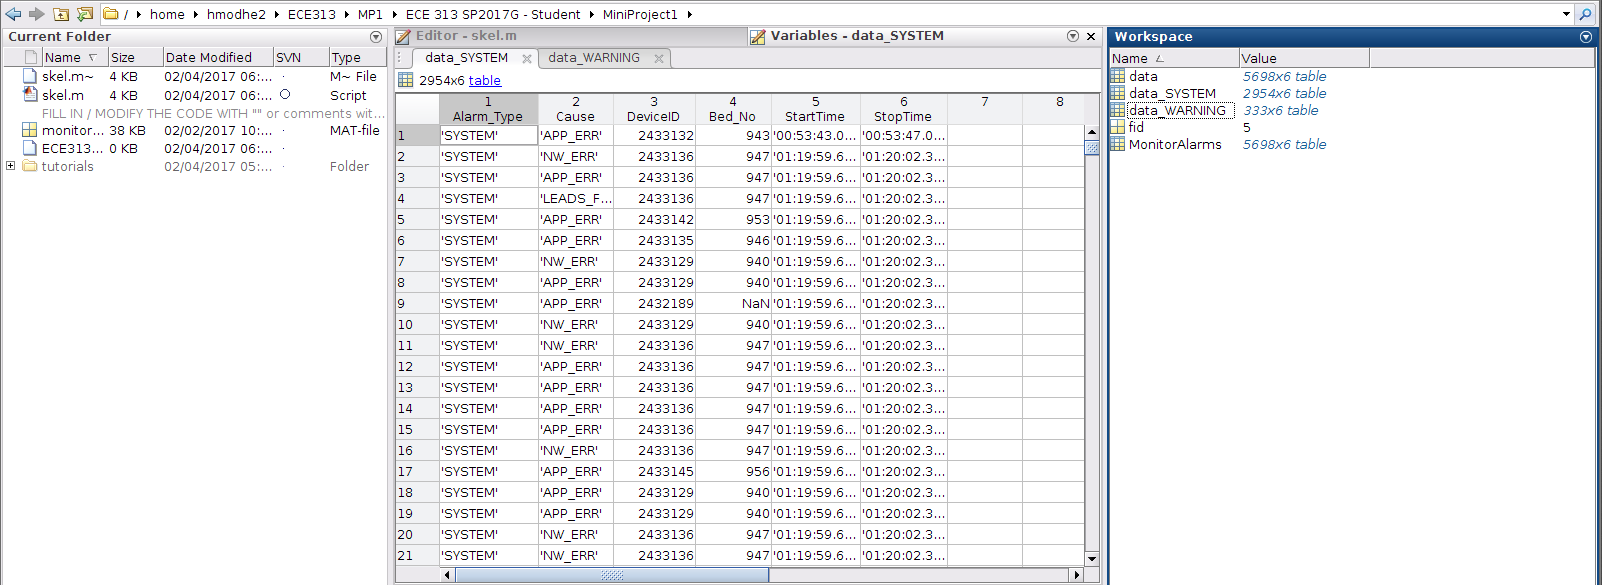 / home hmodhe2 ECE313 MP1 ECE 313 SP2017G - Student MiniProject1
Current Folder
Name Size Date Modified SVN Type
skel.m~ 4 KB 02/04/2017 06:... M~ File
skel.m 4 KB 02/04/2017 06:... Script
FILL IN / MODIFY THE CODE WITH "" or comments wit...
monitor... 38 KB 02/02/2017 10:... MAT-file
ECE313... 0 KB 02/04/2017 06:...
tutorials 02/04/2017 05:... Folder
Editor - skel.m
Variables - data_SYSTEM
data_SYSTEM data_WARNING
2954x6 table
1 2 3 4 5 6 7 8
Alarm_Type Cause DeviceID Bed_No StartTime StopTime
1 'SYSTEM' 'APP_ERR' 2433132 943 '00:53:43.0... '00:53:47.0...
2 'SYSTEM' 'NW_ERR' 2433136 947 '01:19:59.6... '01:20:02.3...
3 'SYSTEM' 'APP_ERR' 2433136 947 '01:19:59.6... '01:20:02.3...
4 'SYSTEM' 'LEADS_F... 2433136 947 '01:19:59.6... '01:20:02.3...
5 'SYSTEM' 'APP_ERR' 2433142 953 '01:19:59.6... '01:20:02.3...
6 'SYSTEM' 'APP_ERR' 2433135 946 '01:19:59.6... '01:20:02.3...
7 'SYSTEM' 'NW_ERR' 2433129 940 '01:19:59.6... '01:20:02.3...
8 'SYSTEM' 'APP_ERR' 2433129 940 '01:19:59.6... '01:20:02.3...
9 'SYSTEM' 'APP_ERR' 2432189 NaN '01:19:59.6... '01:20:02.3...
10 'SYSTEM' 'NW_ERR' 2433129 940 '01:19:59.6... '01:20:02.3...
11 'SYSTEM' 'NW_ERR' 2433136 947 '01:19:59.6... '01:20:02.3...
12 'SYSTEM' 'APP_ERR' 2433136 947 '01:19:59.6... '01:20:02.3...
13 'SYSTEM' 'APP_ERR' 2433136 947 '01:19:59.6... '01:20:02.3...
14 'SYSTEM' 'APP_ERR' 2433136 947 '01:19:59.6... '01:20:02.3...
15 'SYSTEM' 'APP_ERR' 2433136 947 '01:19:59.6... '01:20:02.3...
16 'SYSTEM' 'NW_ERR' 2433136 947 '01:19:59.6... '01:20:02.3...
17 'SYSTEM' 'APP_ERR' 2433145 956 '01:19:59.6... '01:20:02.3...
18 'SYSTEM' 'APP_ERR' 2433129 940 '01:19:59.6... '01:20:02.3...
19 'SYSTEM' 'APP_ERR' 2433129 940 '01:19:59.6... '01:20:02.3...
20 'SYSTEM' 'NW_ERR' 2433136 947 '01:19:59.6... '01:20:02.3...
21 'SYSTEM' 'NW_ERR' 2433136 947 '01:19:59.6... '01:20:02.3...
Workspace
Name Value
data 5698x6 table
data_SYSTEM 2954x6 table
data_WARNING 333x6 table
fid 5
MonitorAlarms 5698x6 table